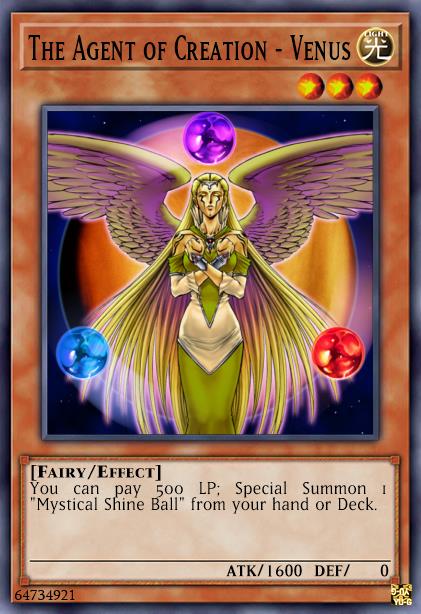 The Agent of Creation - Venus
LIGHT
光
[Fairy/Effect]
You can pay 500 LP; Special Summon 1
"Mystical Shine Ball" from your hand or Deck.
ATK/1600 DEF/ 0
64734921